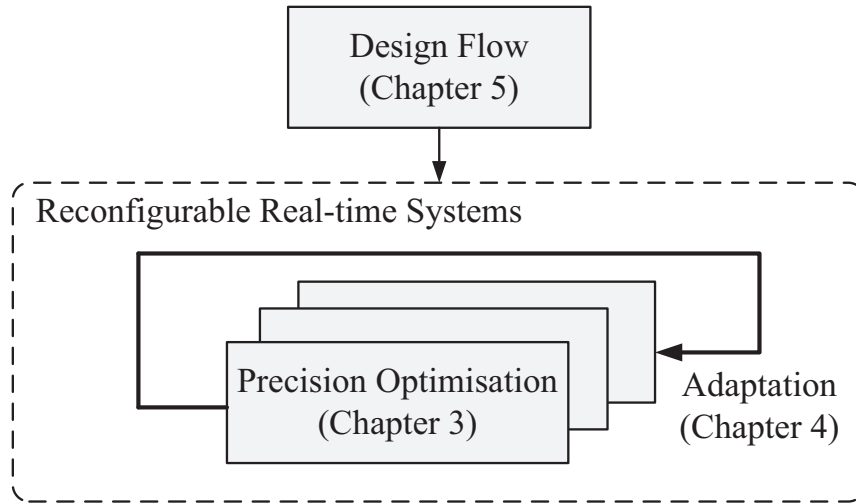 Design Flow
(Chapter 5)
Reconfigurable Real-time Systems
Precision Optimisation
(Chapter 3)
Adaptation
(Chapter 4)